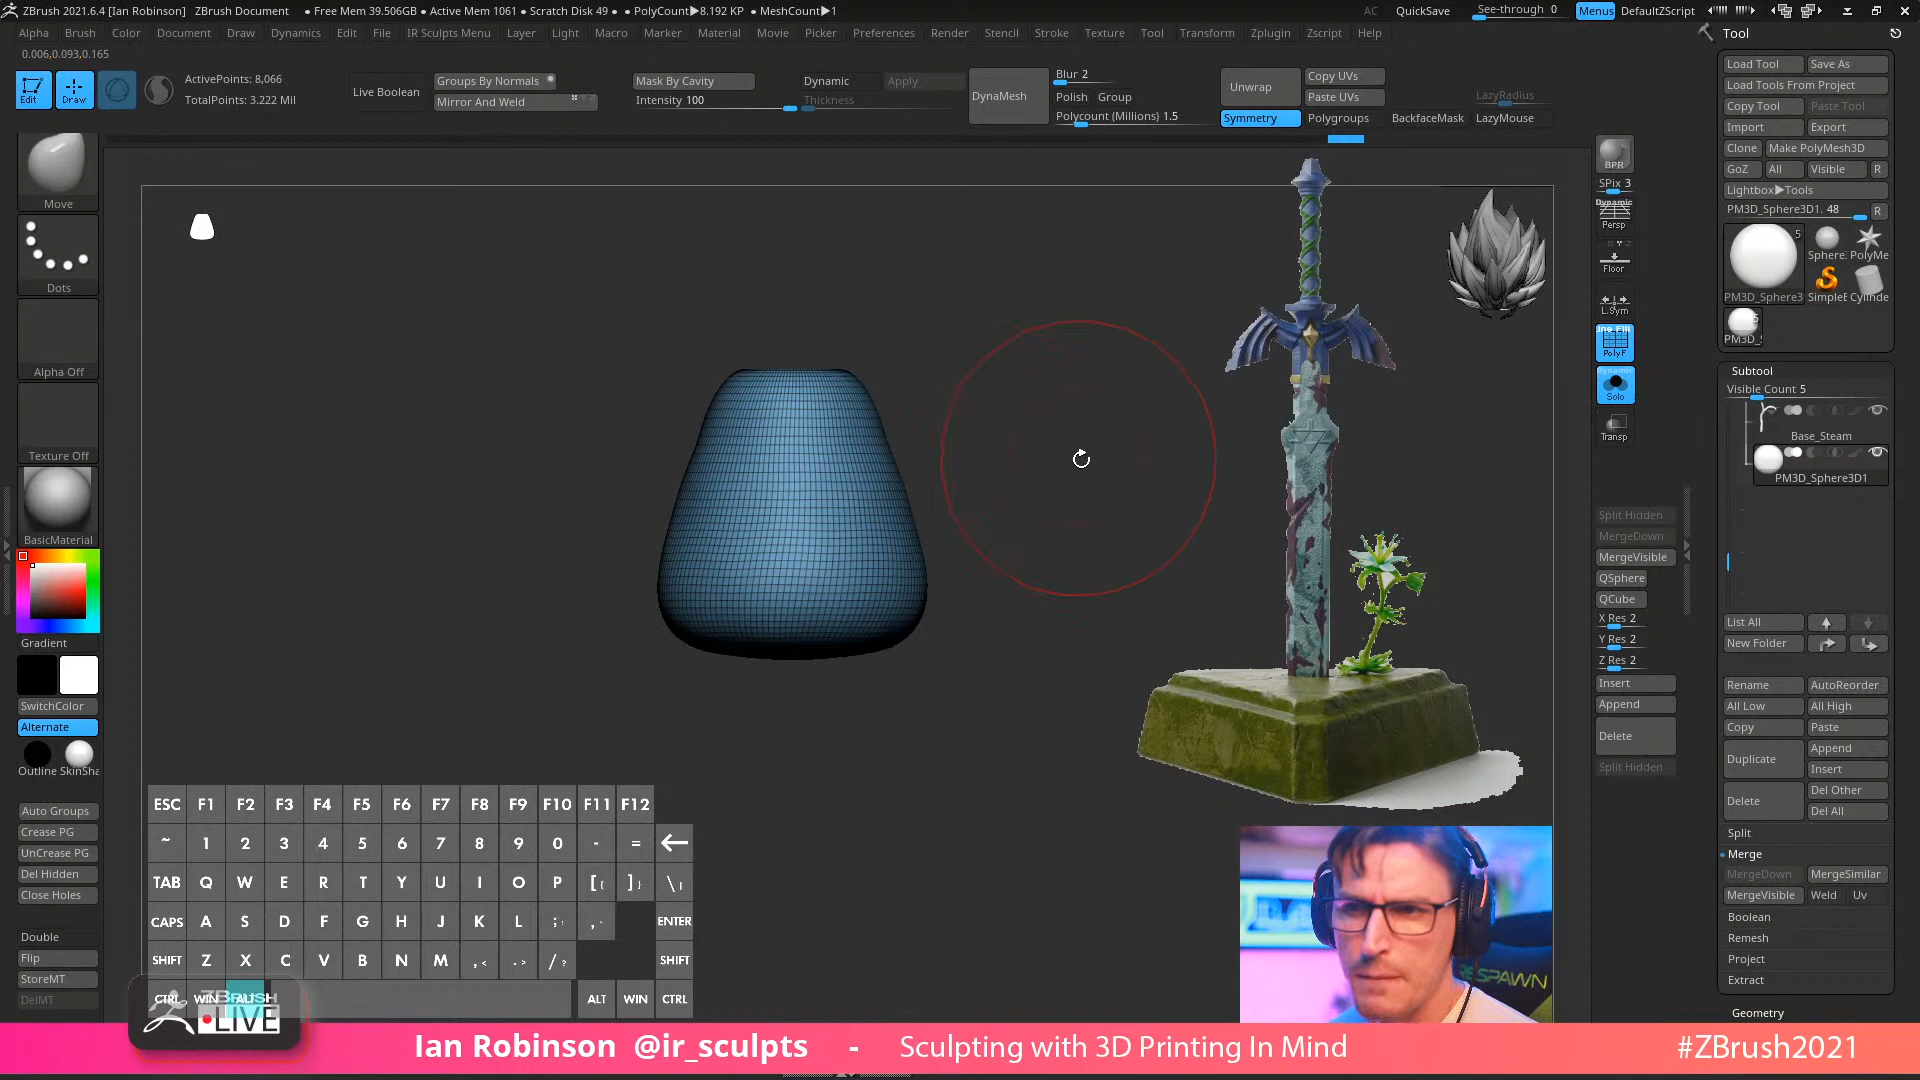 ZBrush 2021.6.4 [Ian Robinson] ZBrush Document • Free Mem 39.506GB • Active Mem 1061 • Scratch Disk 49 • PolyCount▶8.192 KP • MeshCount▶1 AC QuickSave See-through 0 Menus DefaultZScript
Alpha Brush Color Document Draw Dynamics Edit File IR Sculpts Menu Layer Light Macro Marker Material Movie Picker Preferences Render Stencil Stroke Texture Tool Transform Zplugin Zscript Help
0.006,0.093,0.165
Edit Draw
ActivePoints: 8,066
TotalPoints: 3.222 Mil
Live Boolean
Groups By Normals
Mirror And Weld
Mask By Cavity
Intensity 100
Dynamic Apply
Thickness
DynaMesh
Blur 2
Polish Group
Polycount (Millions) 1.5
Unwrap
Copy UVs
Paste UVs
Symmetry Polygroups BackfaceMask LazyMouse
LazyRadius
Move
Dots
Alpha Off
Texture Off
BasicMaterial
Gradient
SwitchColor
Alternate
Outline SkinSha
Auto Groups
Crease PG
UnCrease PG
Del Hidden
Close Holes
Double
Flip
StoreMT
DelMT
BPR
SPix 3
Dynamic
Persp
Floor
L.Sym
Line Fill
PolyF
Dynamic
Solo
Transp
Split Hidden
MergeDown
MergeVisible
QSphere
QCube
X Res 2
Y Res 2
Z Res 2
Insert
Append
Delete
Split Hidden
Tool
Load Tool Save As
Load Tools From Project
Copy Tool Paste Tool
Import Export
Clone Make PolyMesh3D
GoZ All Visible R
Lightbox▶Tools
PM3D_Sphere3D1. 48 R
5
Sphere. PolyMe
PM3D_Sphere3 SimpleB Cylinde
5
PM3D_S
Subtool
Visible Count 5
Base_Steam
PM3D_Sphere3D1
List All
New Folder
Rename AutoReorder
All Low All High
Copy Paste
Duplicate Append
Insert
Delete Del Other
Del All
Split
Merge
MergeDown MergeSimilar
MergeVisible Weld Uv
Boolean
Remesh
Project
Extract
Geometry
ESC F1 F2 F3 F4 F5 F6 F7 F8 F9 F10 F11 F12
~ 1 2 3 4 5 6 7 8 9 0 - = ←
TAB Q W E R T Y U I O P [{ ]} \|
CAPS A S D F G H J K L ;: ,. ENTER
SHIFT Z X C V B N M ,< .> /? SHIFT
CTRL WIN ALT ALT WIN CTRL
ZBRUSH
LIVE
RESPAWN
Ian Robinson @ir_sculpts - Sculpting with 3D Printing In Mind #ZBrush2021